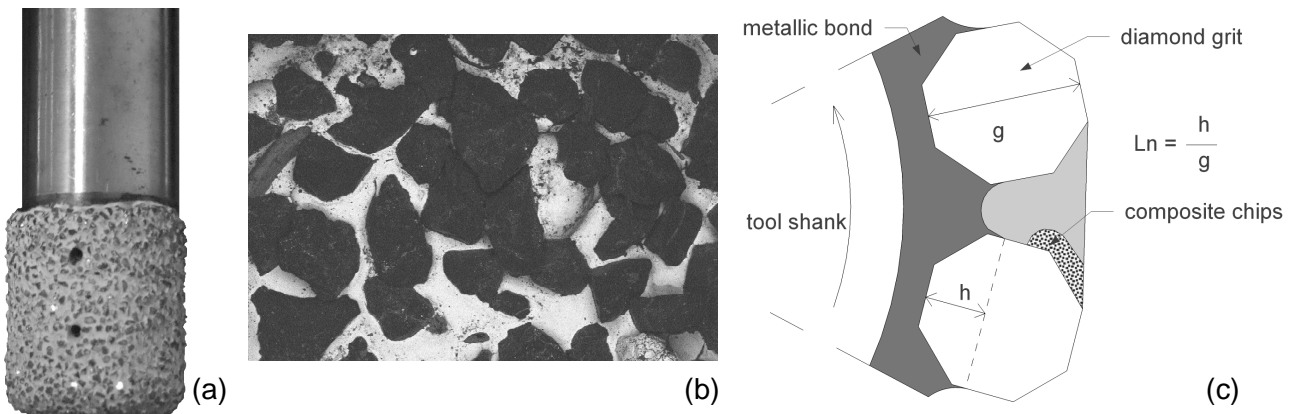 (a)
(b)
metallic bond
diamond grit
g
Ln = h / g
composite chips
tool shank
h
(c)